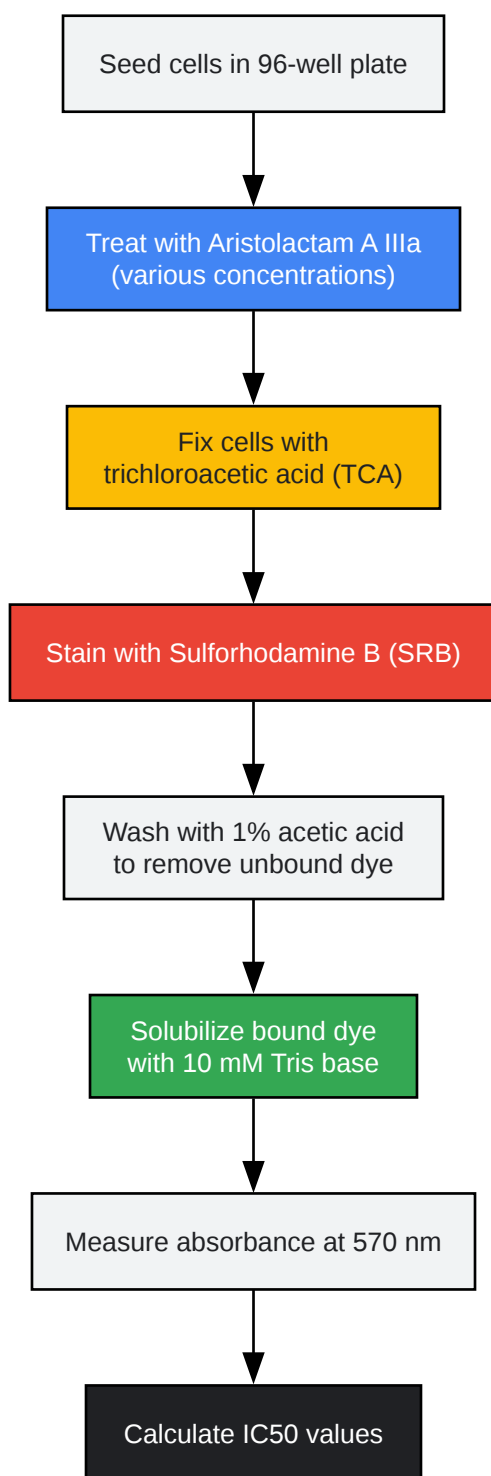 Seed cells in 96-well plate
Treat with Aristolactam A IIIa
(various concentrations)
Fix cells with
trichloroacetic acid (TCA)
Stain with Sulforhodamine B (SRB)
Wash with 1% acetic acid
to remove unbound dye
Solubilize bound dye
with 10 mM Tris base
Measure absorbance at 570 nm
Calculate IC50 values